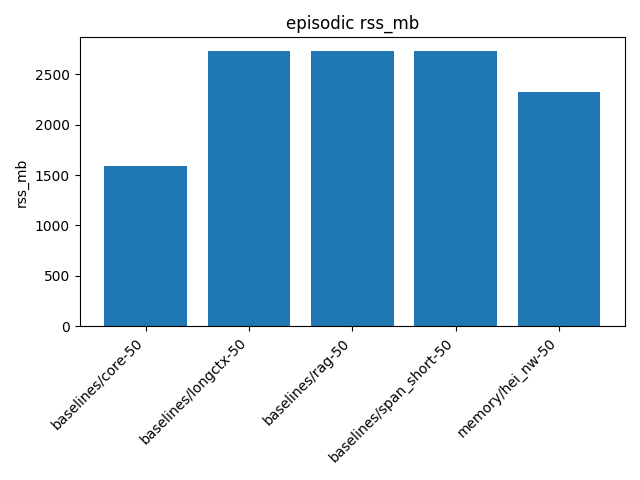 episodic rss_mb
rss_mb
2500
2000
1500
1000
500
0
baselines/core-50
baselines/longctx-50
baselines/rag-50
baselines/span_short-50
memory/hei_nw-50